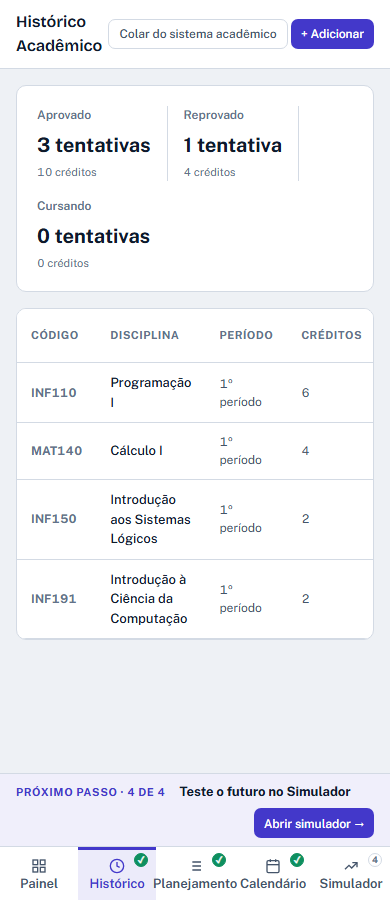 Histórico
Acadêmico
Colar do sistema acadêmico
+ Adicionar
Aprovado
3 tentativas
10 créditos
Reprovado
1 tentativa
4 créditos
Cursando
0 tentativas
0 créditos
CÓDIGO DISCIPLINA PERÍODO CRÉDITOS
INF110 Programação I 1º período 6
MAT140 Cálculo I 1º período 4
INF150 Introdução aos Sistemas Lógicos 1º período 2
INF191 Introdução à Ciência da Computação 1º período 2
PRÓXIMO PASSO · 4 DE 4 Teste o futuro no Simulador
Abrir simulador →
4
Painel Histórico Planejamento Calendário Simulador